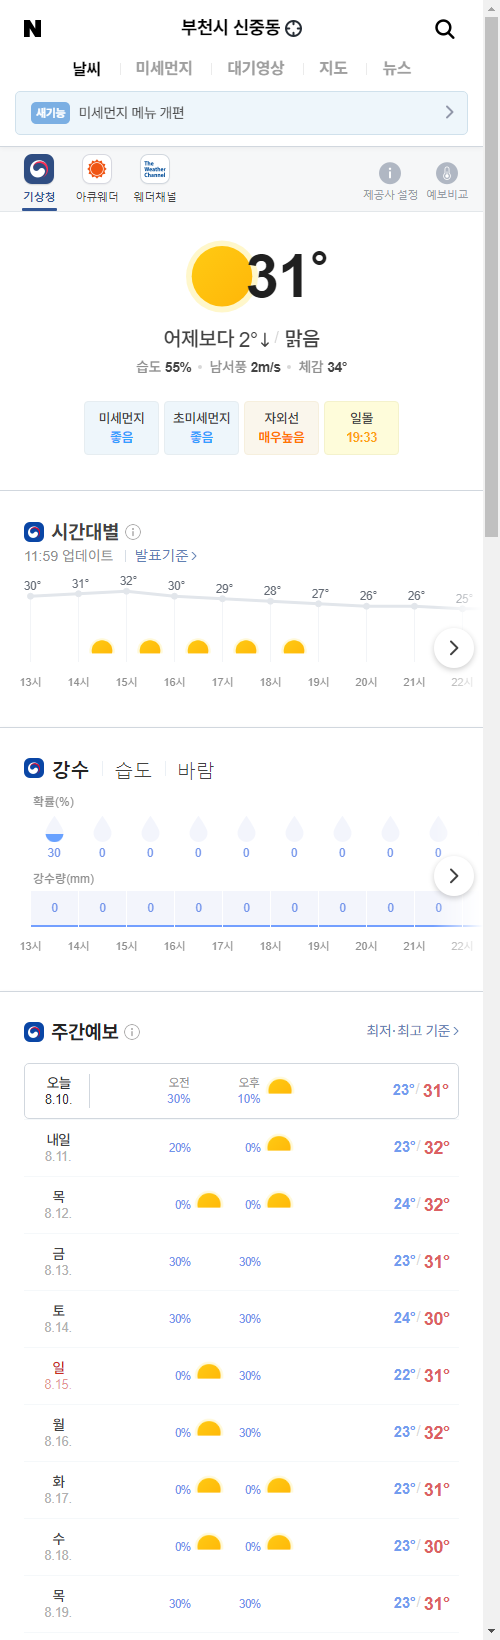 N 부천시 신중동
날씨 미세먼지 대기영상 지도 뉴스
새기능 미세먼지 메뉴 개편
The Weather Channel
기상청 아큐웨더 웨더채널 제공사 설정 예보비교
31°
어제보다 2°↓/ 맑음
습도 55% • 남서풍 2m/s • 체감 34°
미세먼지 초미세먼지 자외선 일몰
좋음 좋음 매우높음 19:33
시간대별
11:59 업데이트 발표기준 >
30° 31° 32° 30° 29° 28° 27° 26° 26° 25°
13시 14시 15시 16시 17시 18시 19시 20시 21시 22시
강수 습도 바람
확률(%)
30 0 0 0 0 0 0 0 0
강수량(mm)
0 0 0 0 0 0 0 0 0
13시 14시 15시 16시 17시 18시 19시 20시 21시 22시
주간예보 최저·최고 기준 >
오늘 오전 오후
8.10. 30% 10% 23°/ 31°
내일
8.11. 20% 0% 23°/ 32°
목
8.12. 0% 0% 24°/ 32°
금
8.13. 30% 30% 23°/ 31°
토
8.14. 30% 30% 24°/ 30°
일
8.15. 0% 30% 22°/ 31°
월
8.16. 0% 30% 23°/ 32°
화
8.17. 0% 0% 23°/ 31°
수
8.18. 0% 0% 23°/ 30°
목
8.19. 30% 30% 23°/ 31°